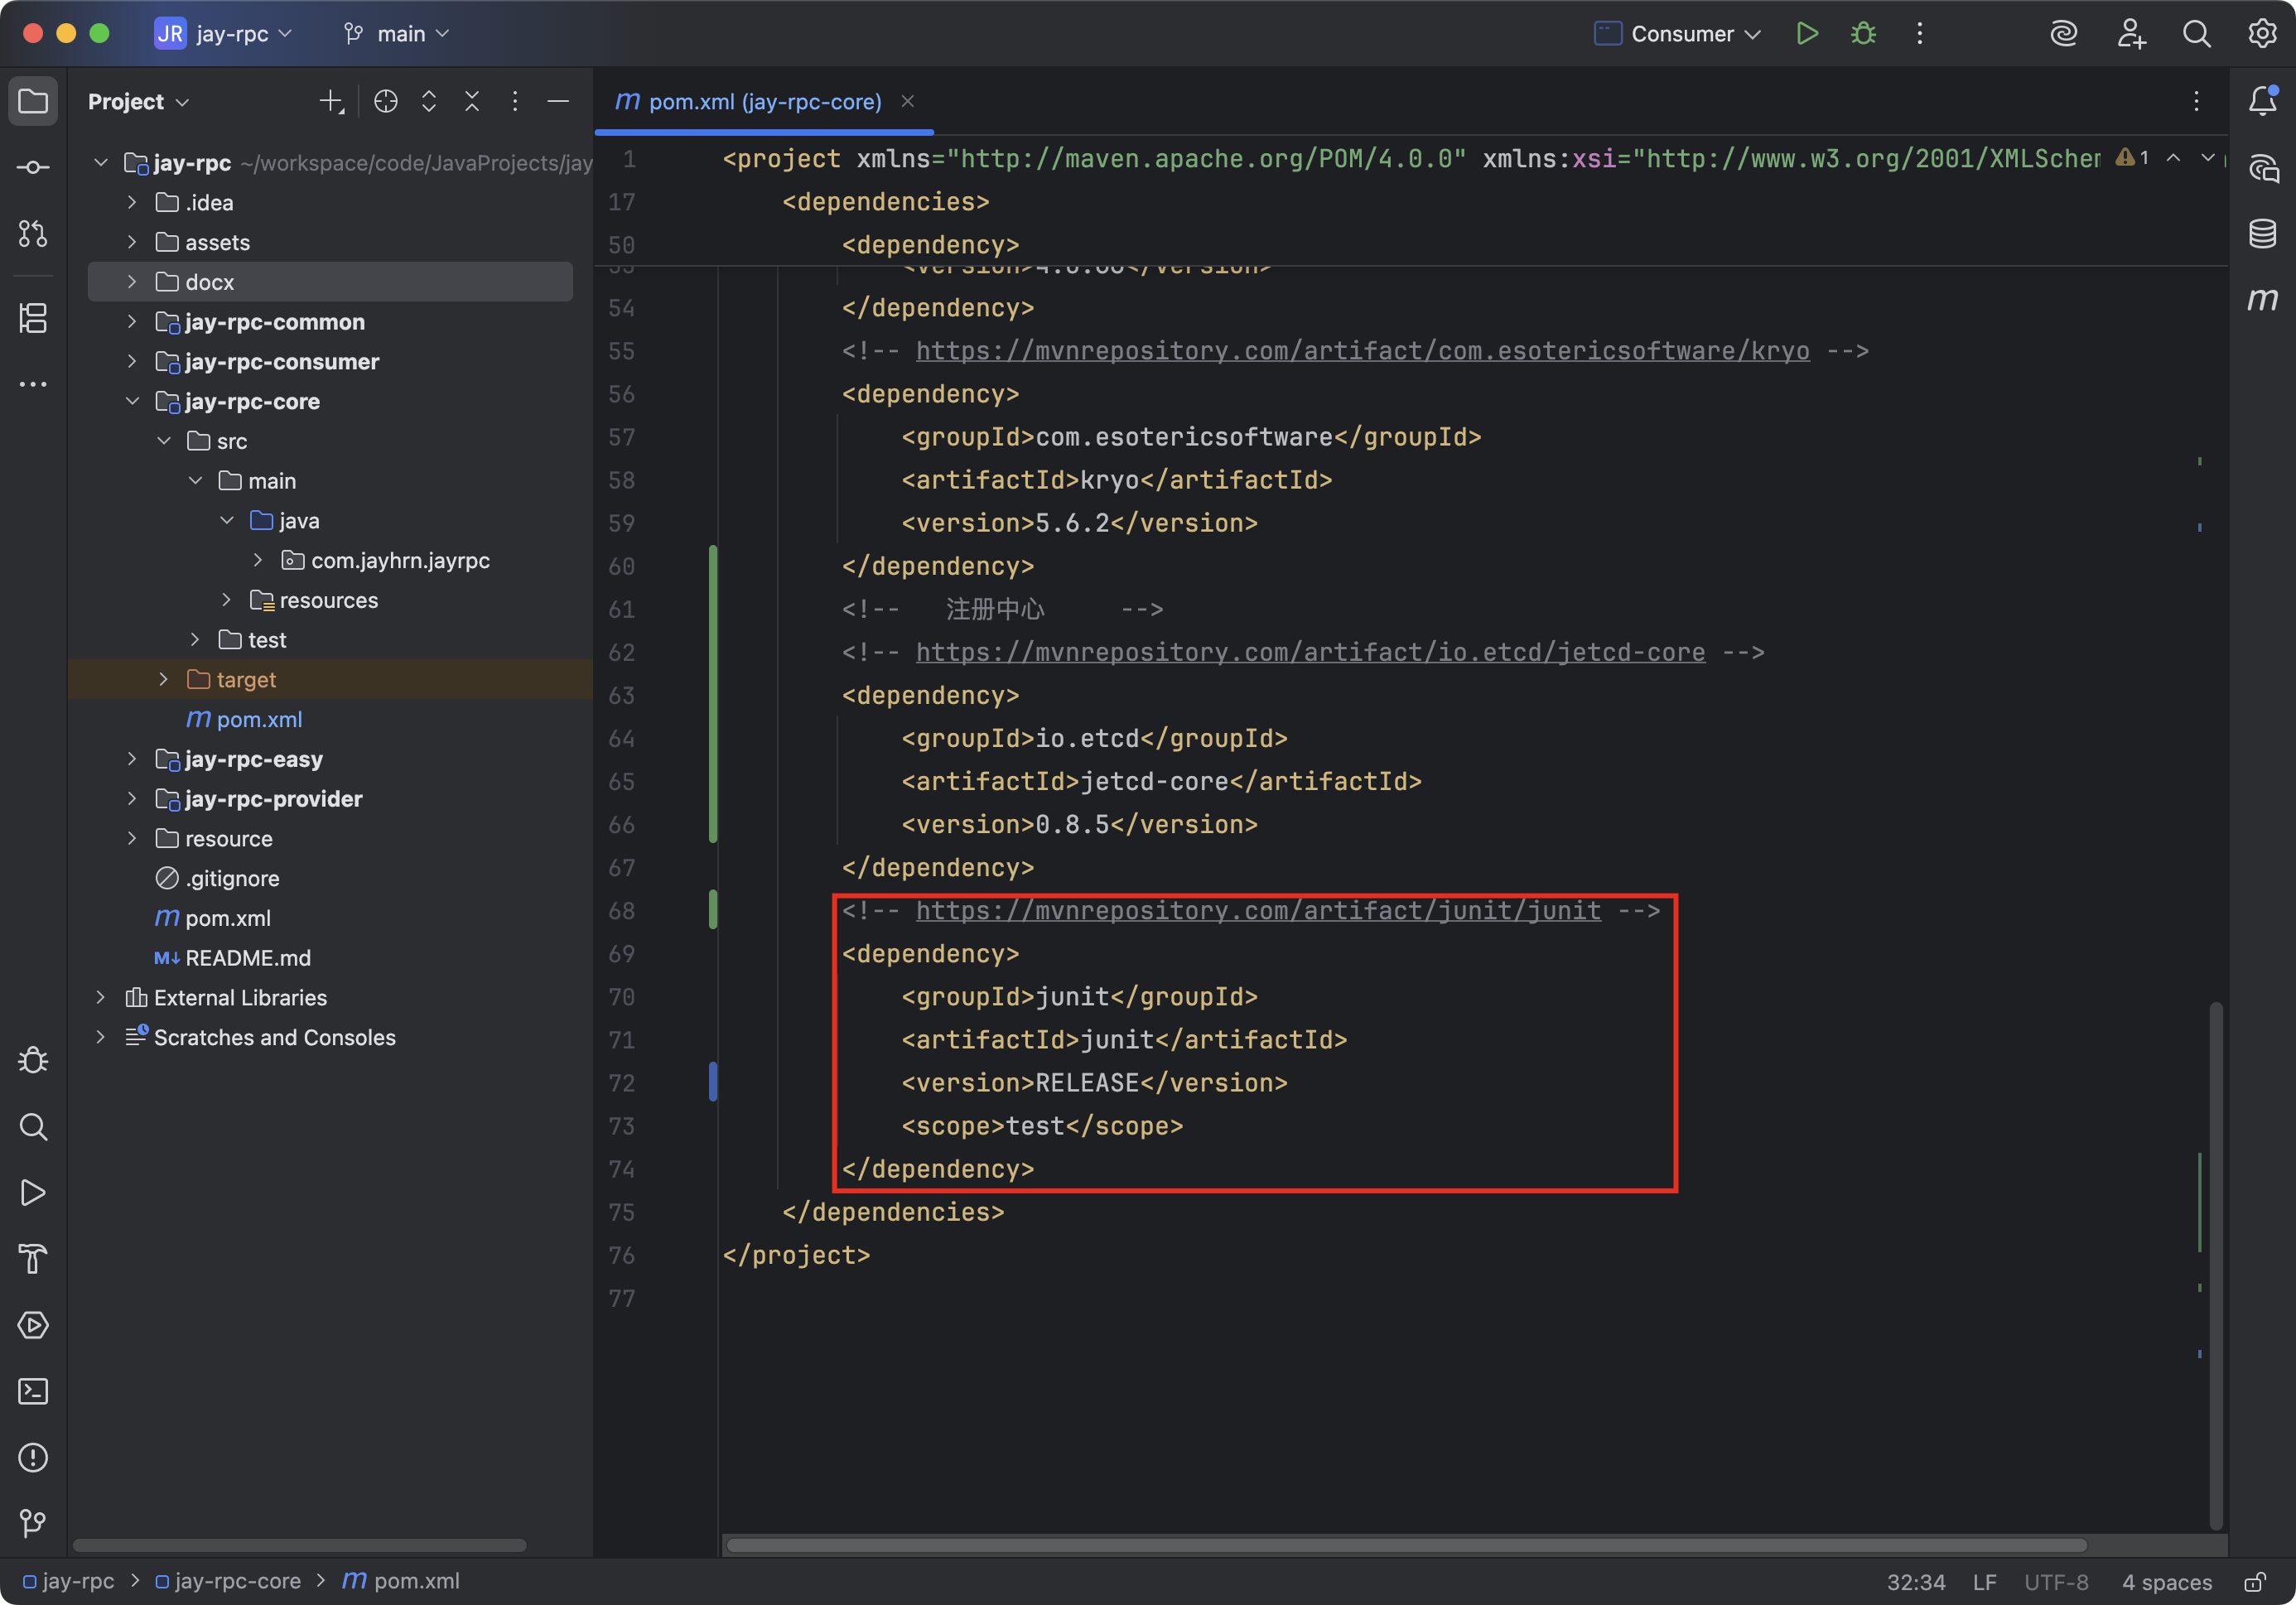 JR jay-rpc main Consumer
Project
pom.xml (jay-rpc-core)
jay-rpc ~/workspace/code/JavaProjects/jay
.idea
assets
docx
jay-rpc-common
jay-rpc-consumer
jay-rpc-core
src
main
java
com.jayhrn.jayrpc
resources
test
target
pom.xml
jay-rpc-easy
jay-rpc-provider
resource
.gitignore
pom.xml
README.md
External Libraries
Scratches and Consoles
1 <project xmlns="http://maven.apache.org/POM/4.0.0" xmlns:xsi="http://www.w3.org/2001/XMLSchem 1
17 <dependencies>
50 <dependency>
54 </dependency>
55 <!-- https://mvnrepository.com/artifact/com.esotericsoftware/kryo -->
56 <dependency>
57 <groupId>com.esotericsoftware</groupId>
58 <artifactId>kryo</artifactId>
59 <version>5.6.2</version>
60 </dependency>
61 <!-- 注册中心 -->
62 <!-- https://mvnrepository.com/artifact/io.etcd/jetcd-core -->
63 <dependency>
64 <groupId>io.etcd</groupId>
65 <artifactId>jetcd-core</artifactId>
66 <version>0.8.5</version>
67 </dependency>
68 <!-- https://mvnrepository.com/artifact/junit/junit -->
69 <dependency>
70 <groupId>junit</groupId>
71 <artifactId>junit</artifactId>
72 <version>RELEASE</version>
73 <scope>test</scope>
74 </dependency>
75 </dependencies>
76 </project>
77
jay-rpc > jay-rpc-core > pom.xml
32:34 LF UTF-8 4 spaces